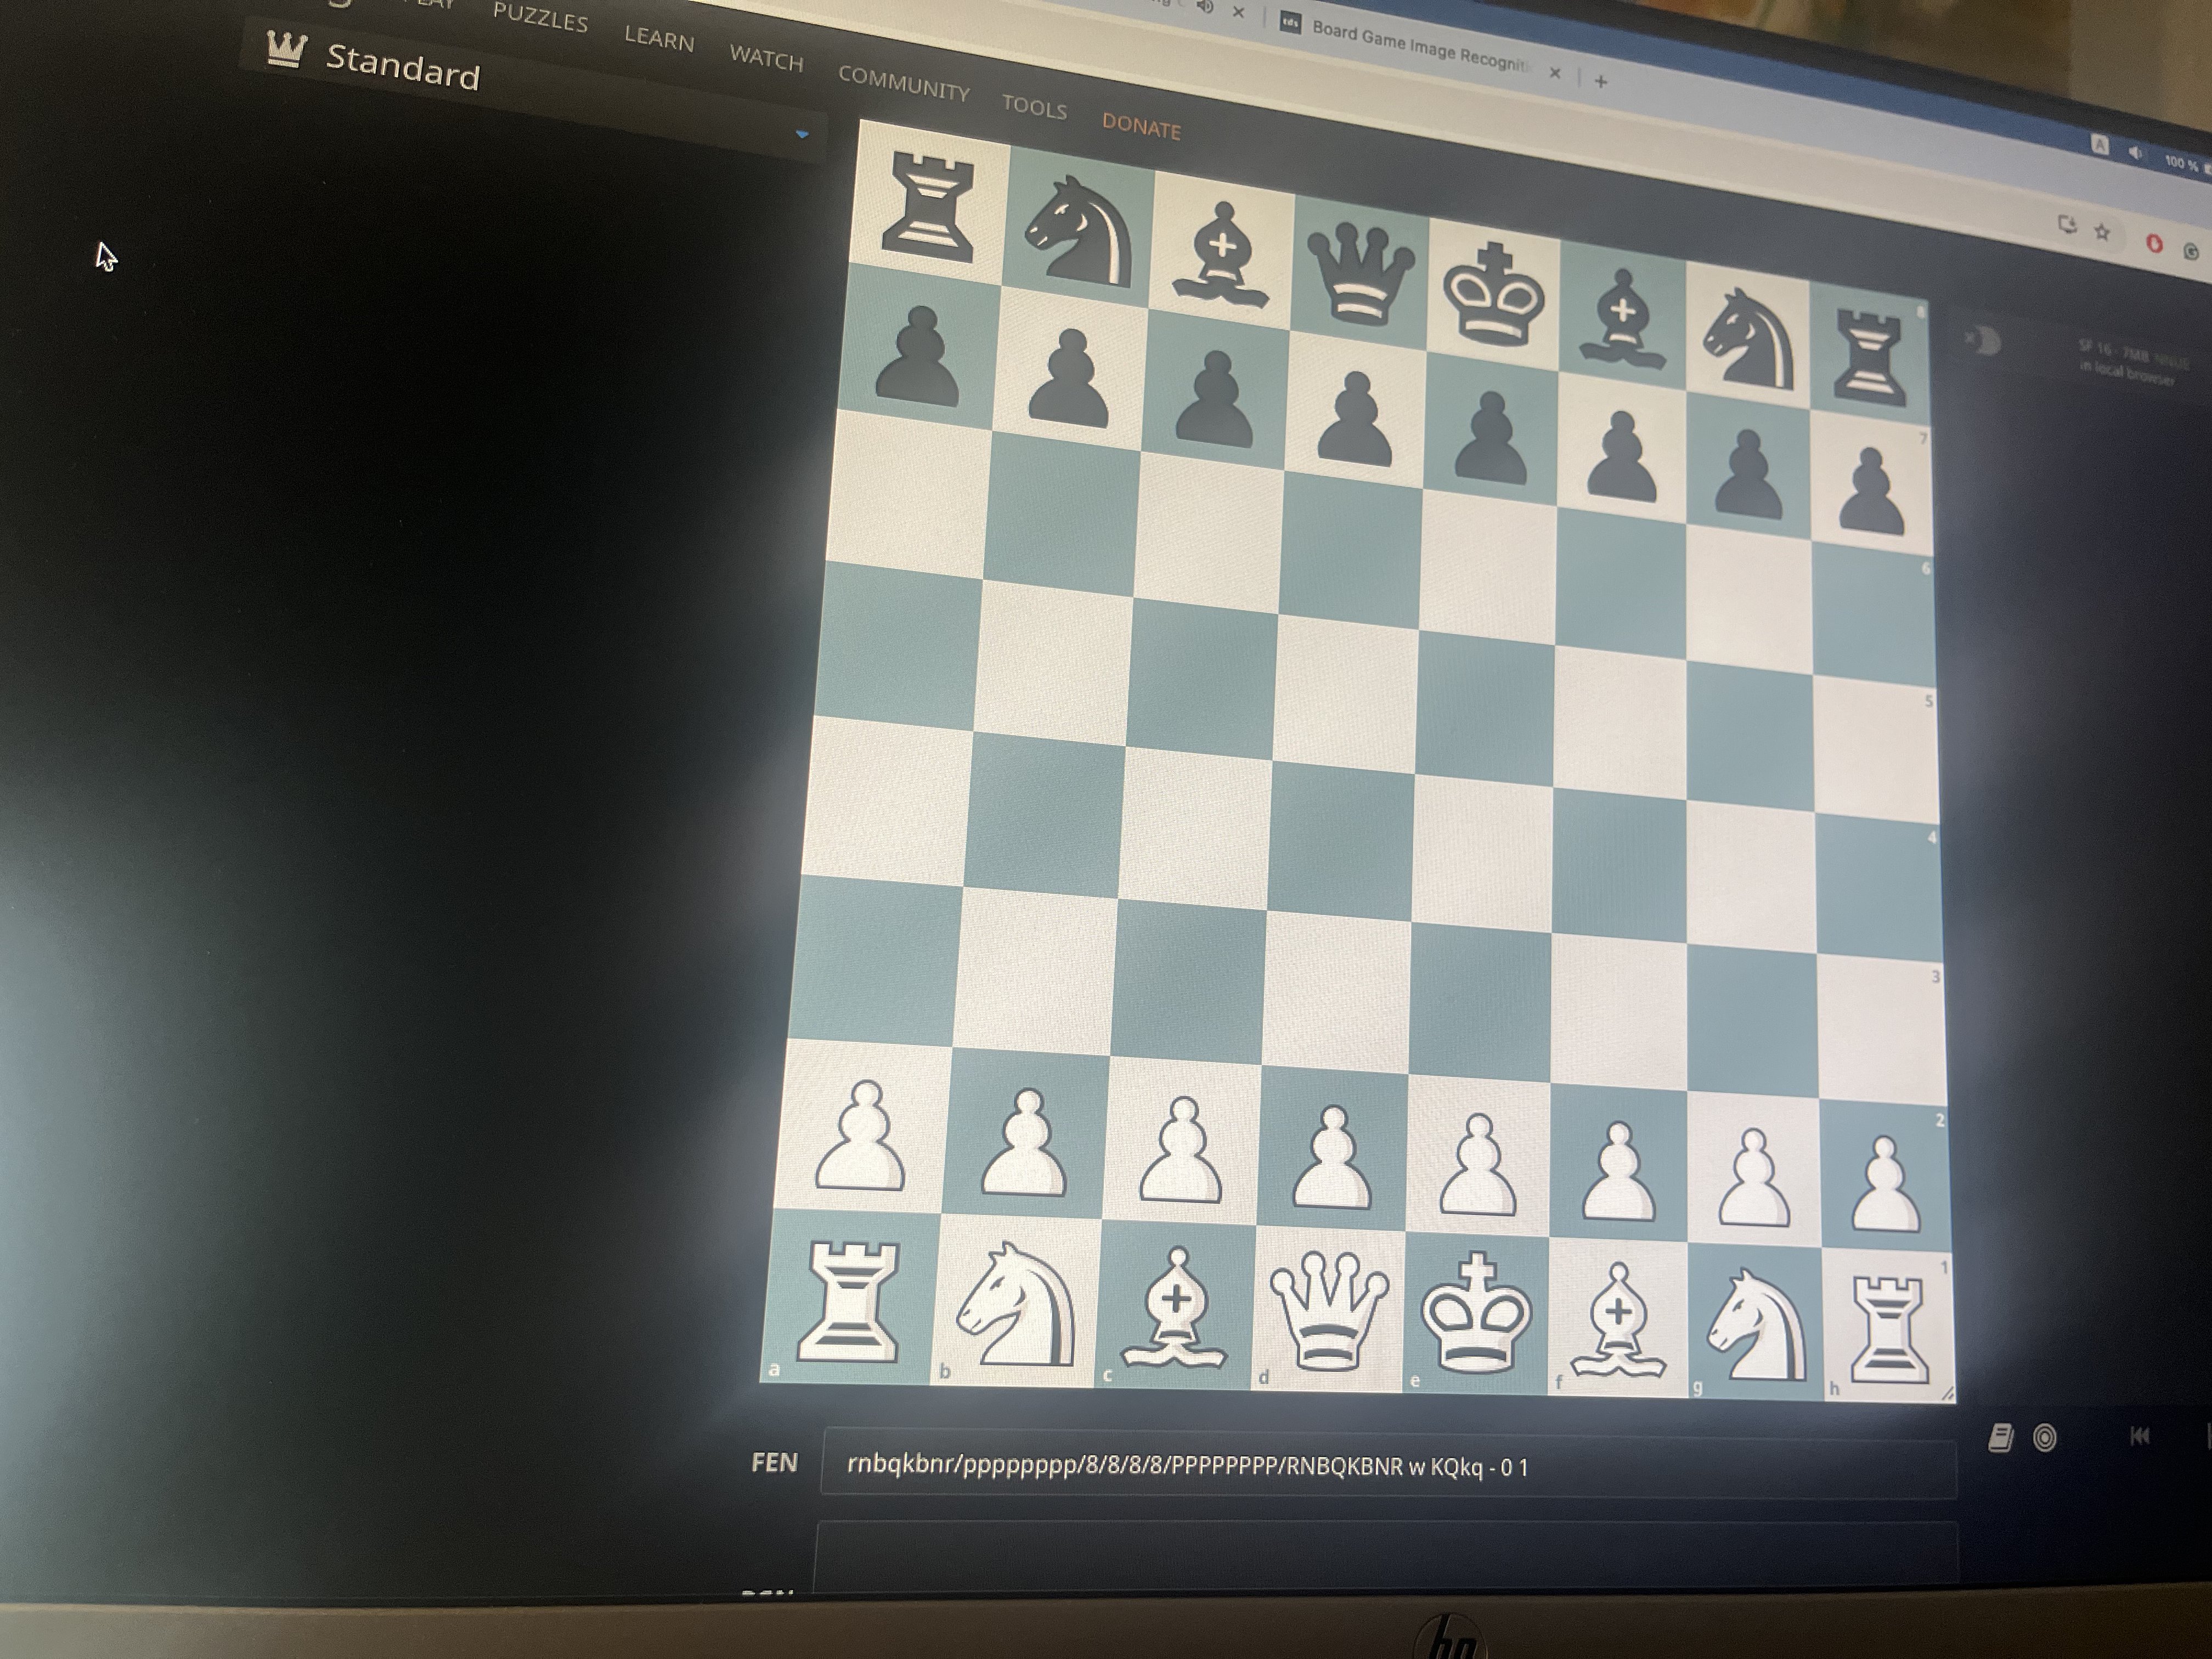 Board Game Image Recogniti
A
100 %
PUZZLES LEARN WATCH COMMUNITY TOOLS DONATE
Standard
SF 16 - 7MB NNUE
in local browser
8
7
6
5
4
3
2
1
a b c d e f g h
FEN rnbqkbnr/pppppppp/8/8/8/8/PPPPPPPP/RNBQKBNR w KQkq - 0 1
hp